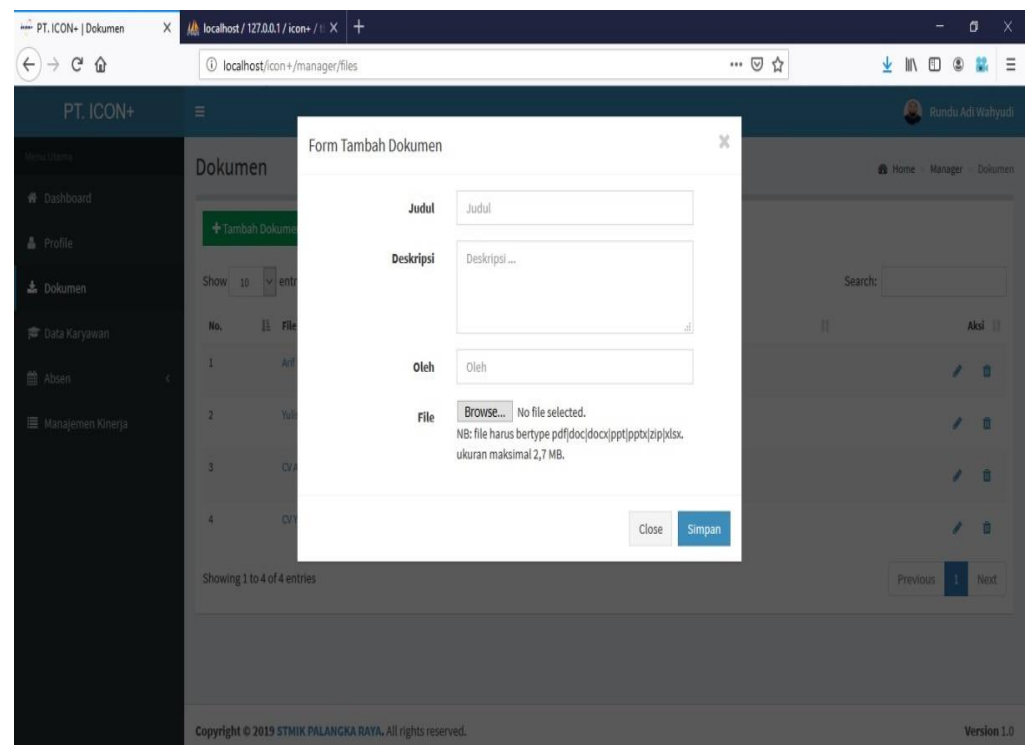 PT. ICON+ | Dokumen
localhost / 127.0.0.1 / icon+ / t
localhost/icon+/manager/files
PT. ICON+
Rundu Adi Wahyudi
Menu Utama
Dashboard
Profile
Dokumen
Data Karyawan
Absen
Manajemen Kinerja
Dokumen
Home
Manager
Dokumen
+Tambah Dokume
Show 10 entr
Search:
No. File
Aksi
1 Arif
2 Yuli
3 CV A
4 CV Y
Showing 1 to 4 of 4 entries
Previous 1 Next
Form Tambah Dokumen
Judul Judul
Deskripsi Deskripsi ...
Oleh Oleh
File Browse... No file selected.
NB: file harus bertype pdf|doc|docx|ppt|pptx|zip|xlsx.
ukuran maksimal 2,7 MB.
Close Simpan
Copyright © 2019 STMIK PALANGKA RAYA. All rights reserved.
Version 1.0